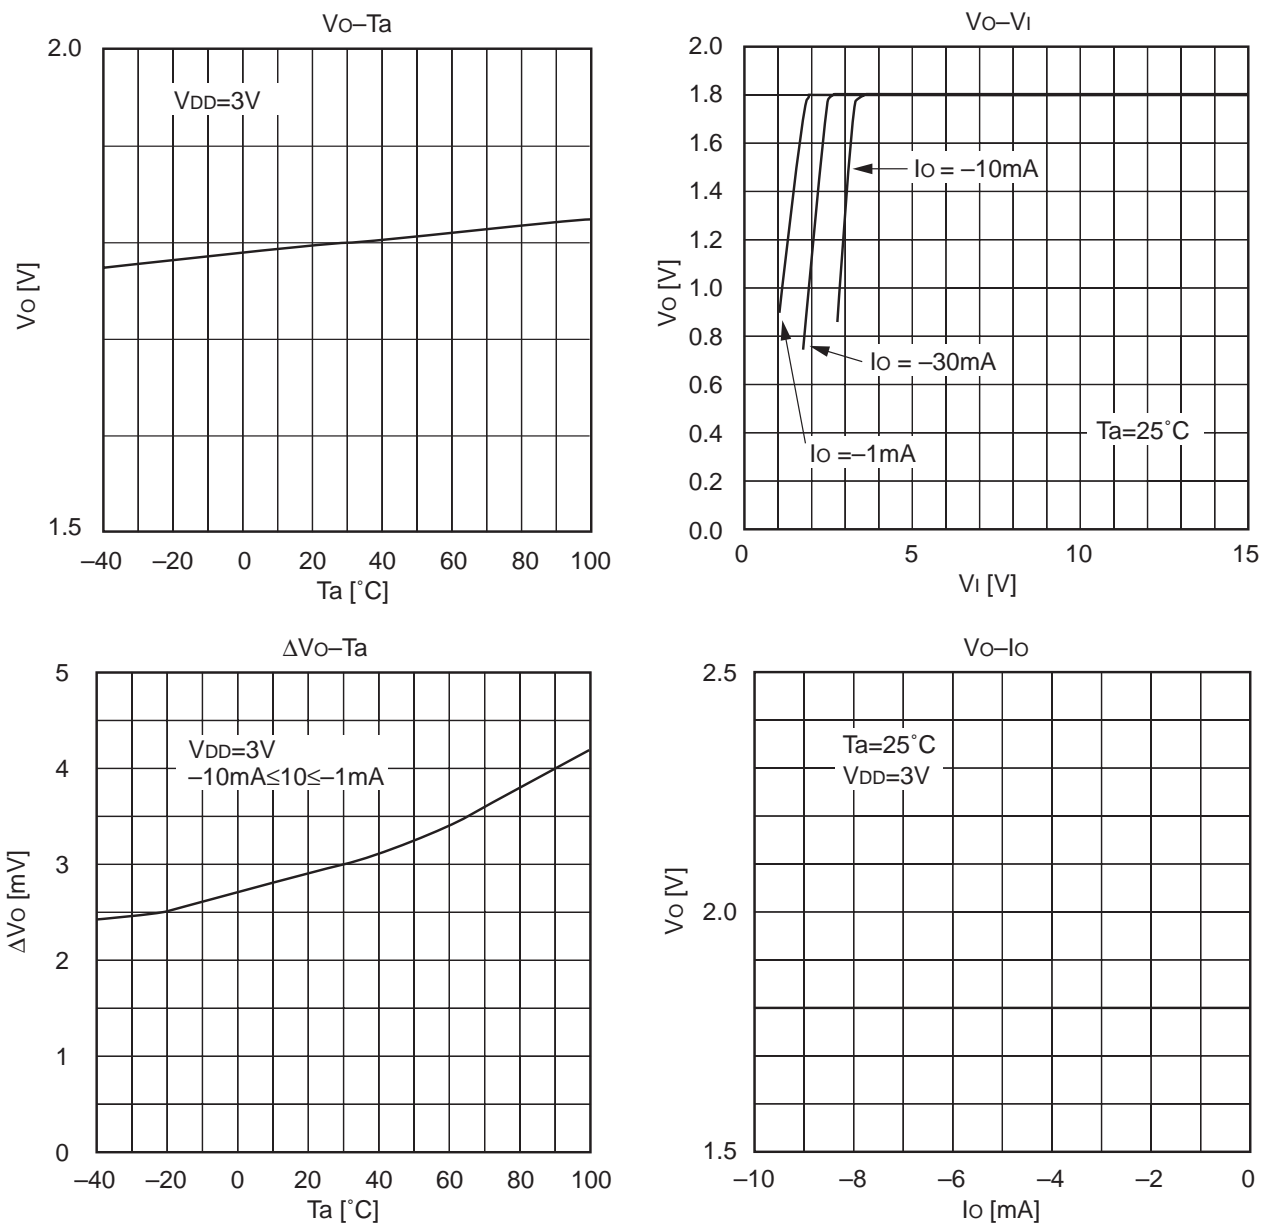 VO–Ta
2.0
VDD=3V
VO [V]
1.5
–40 –20 0 20 40 60 80 100
Ta [˚C]
VO–VI
2.0
1.8
1.6
IO = –10mA
1.4
1.2
VO [V]
1.0
0.8
IO = –30mA
0.6
Ta=25˚C
0.4
IO =–1mA
0.2
0.0
0 5 10 15
VI [V]
∆VO–Ta
5
VDD=3V
4
–10mA≤10≤–1mA
3
∆VO [mV]
2
1
0
–40 –20 0 20 40 60 80 100
Ta [˚C]
VO–IO
2.5
Ta=25˚C
VDD=3V
VO [V]
2.0
1.5
–10 –8 –6 –4 –2 0
IO [mA]